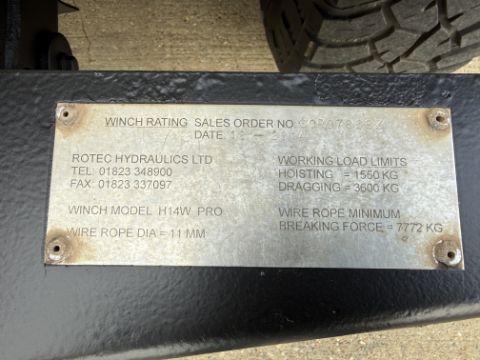 WINCH RATING SALES ORDER NO.
DATE.
ROTEC HYDRAULICS LTD
TEL: 01823 348900
FAX: 01823 337097
WINCH MODEL H14W PRO
WIRE ROPE DIA = 11 MM
WORKING LOAD LIMITS
HOISTING = 1550 KG
DRAGGING = 3600 KG
WIRE ROPE MINIMUM
BREAKING FORCE = 7772 KG